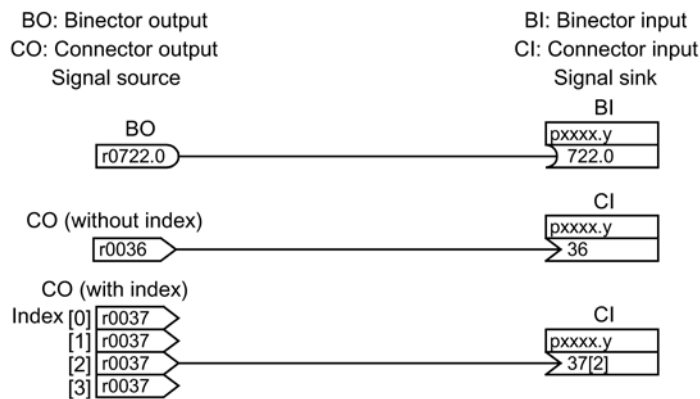 BO: Binector output
CO: Connector output
Signal source
BI: Binector input
CI: Connector input
Signal sink
BO
r0722.0
BI
pxxxx.y
722.0
CO (without index)
r0036
CI
pxxxx.y
36
CO (with index)
Index [0] r0037
[1] r0037
[2] r0037
[3] r0037
CI
pxxxx.y
37[2]